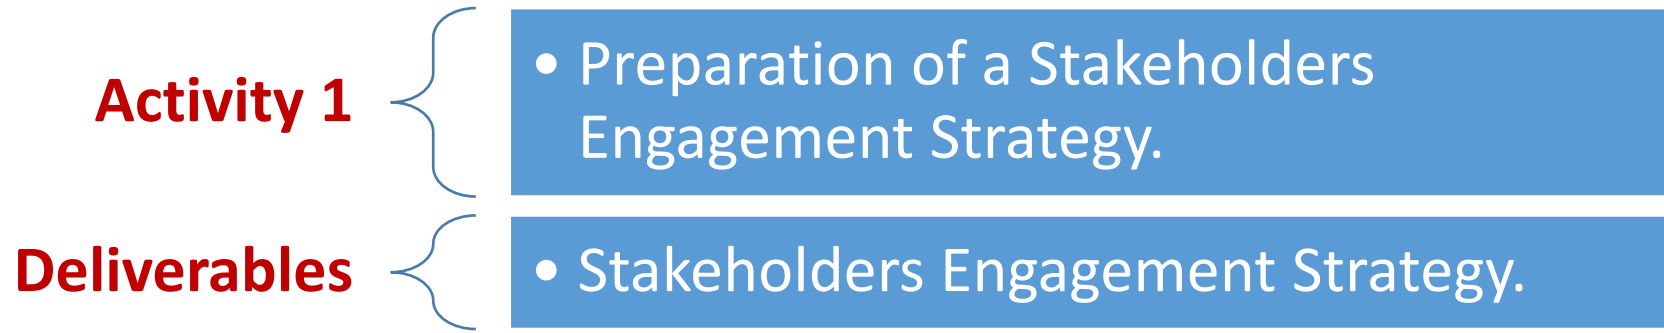 Activity 1
• Preparation of a Stakeholders
Engagement Strategy.
Deliverables
• Stakeholders Engagement Strategy.